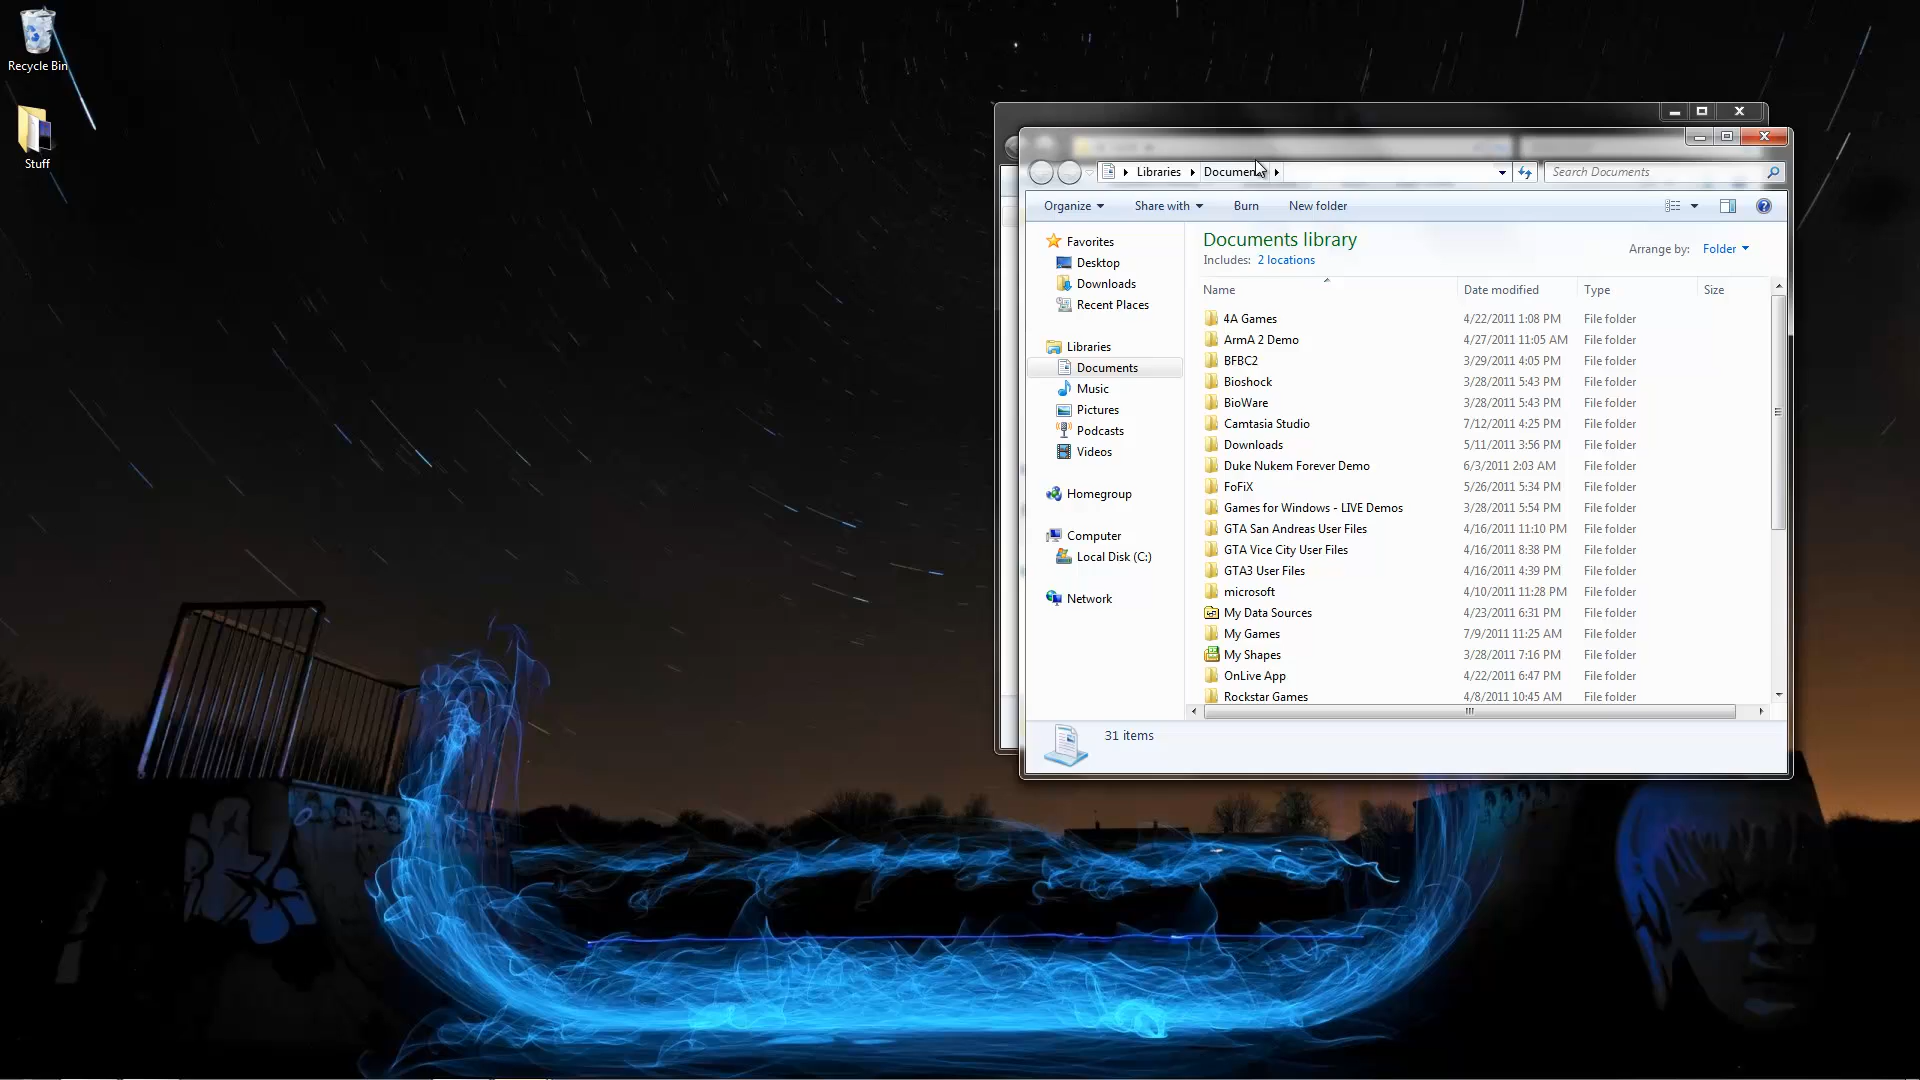 Recycle Bin
Stuff
Libraries Documents
Search Documents
Organize Share with Burn New folder
Documents library
Includes: 2 locations
Arrange by: Folder
Name Date modified Type Size
Favorites
Desktop
Downloads
Recent Places
Libraries
Documents
Music
Pictures
Podcasts
Videos
Homegroup
Computer
Local Disk (C:)
Network
4A Games 4/22/2011 1:08 PM File folder
ArmA 2 Demo 4/27/2011 11:05 AM File folder
BFBC2 3/29/2011 4:05 PM File folder
Bioshock 3/28/2011 5:43 PM File folder
BioWare 3/28/2011 5:43 PM File folder
Camtasia Studio 7/12/2011 4:25 PM File folder
Downloads 5/11/2011 3:56 PM File folder
Duke Nukem Forever Demo 6/3/2011 2:03 AM File folder
FoFiX 5/26/2011 5:34 PM File folder
Games for Windows - LIVE Demos 3/28/2011 5:54 PM File folder
GTA San Andreas User Files 4/16/2011 11:10 PM File folder
GTA Vice City User Files 4/16/2011 8:38 PM File folder
GTA3 User Files 4/16/2011 4:39 PM File folder
microsoft 4/10/2011 11:28 PM File folder
My Data Sources 4/23/2011 6:31 PM File folder
My Games 7/9/2011 11:25 AM File folder
My Shapes 3/28/2011 7:16 PM File folder
OnLive App 4/22/2011 6:47 PM File folder
Rockstar Games 4/8/2011 10:45 AM File folder
31 items